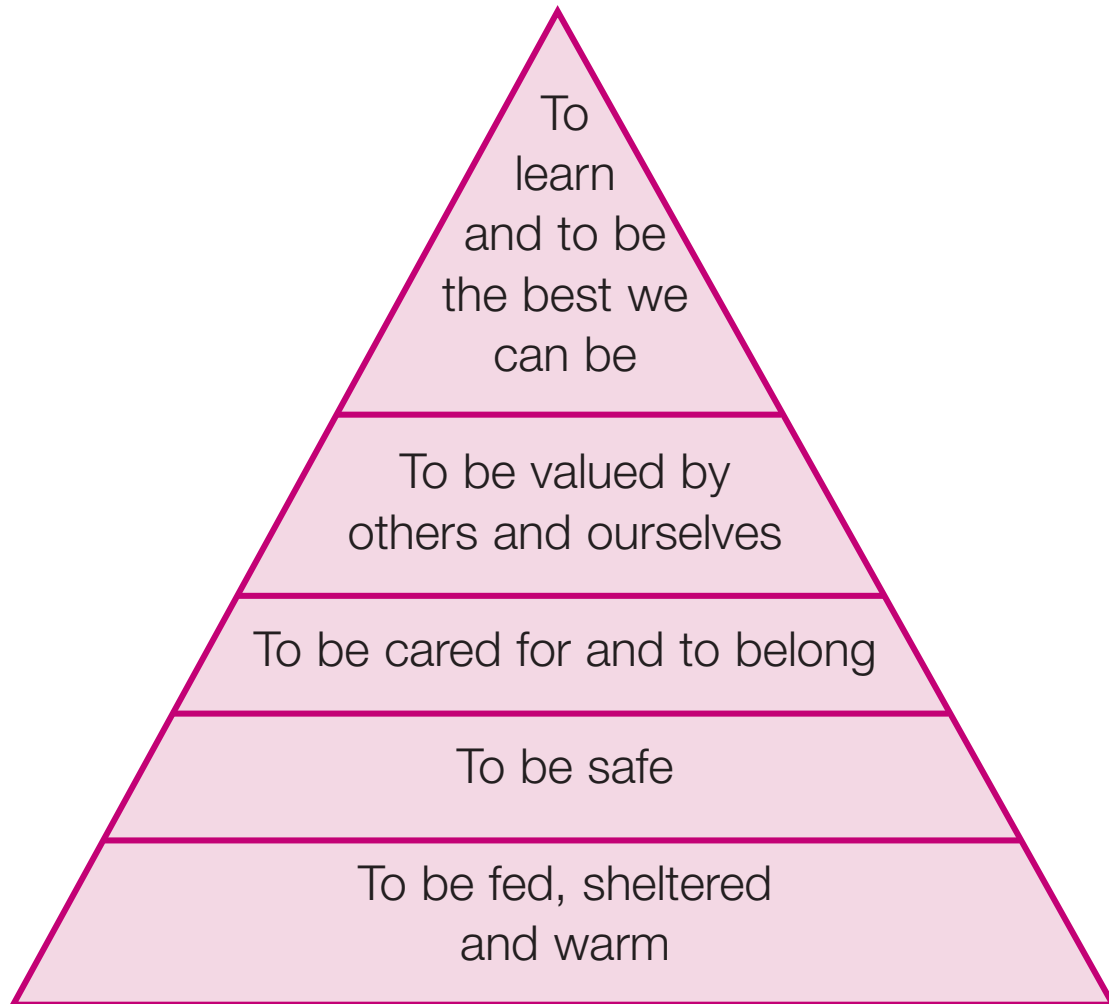 To
learn
and to be
the best we
can be
To be valued by
others and ourselves
To be cared for and to belong
To be safe
To be fed, sheltered
and warm